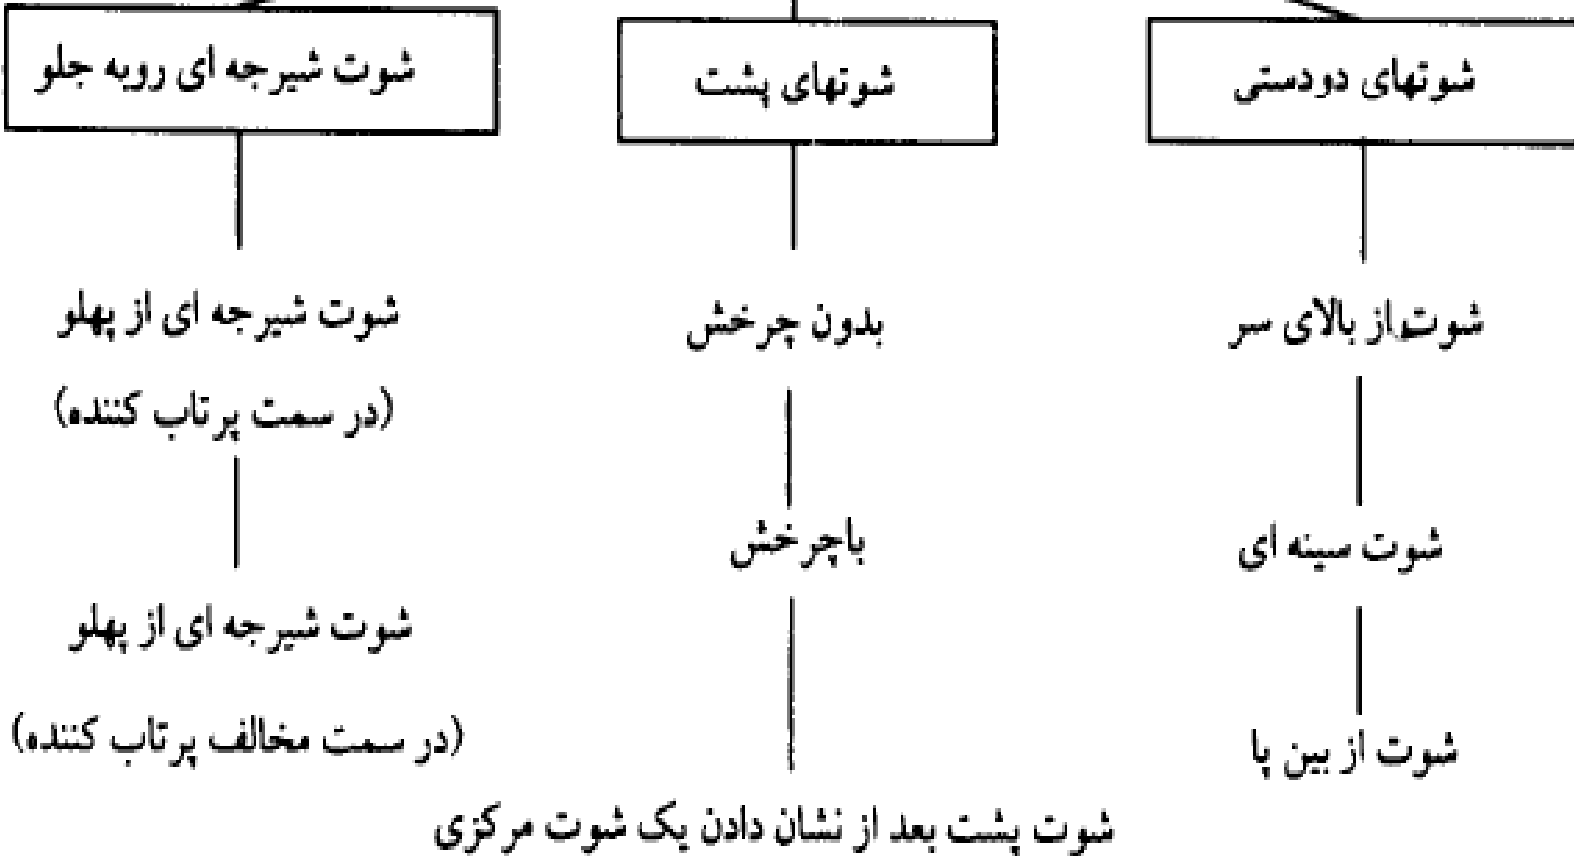 شوتهای دودستی
شوت از بالای سر
شوت سینه ای
شوت از بین پا
شوتهای پشت
بدون چرخش
باچرخش
شوت پشت بعد از نشان دادن یک شوت مرکزی
شوت شیرجه ای روبه جلو
شوت شیرجه ای از پهلو
(در سمت پرتاب کننده)
شوت شیرجه ای از پهلو
(در سمت مخالف پرتاب کننده)